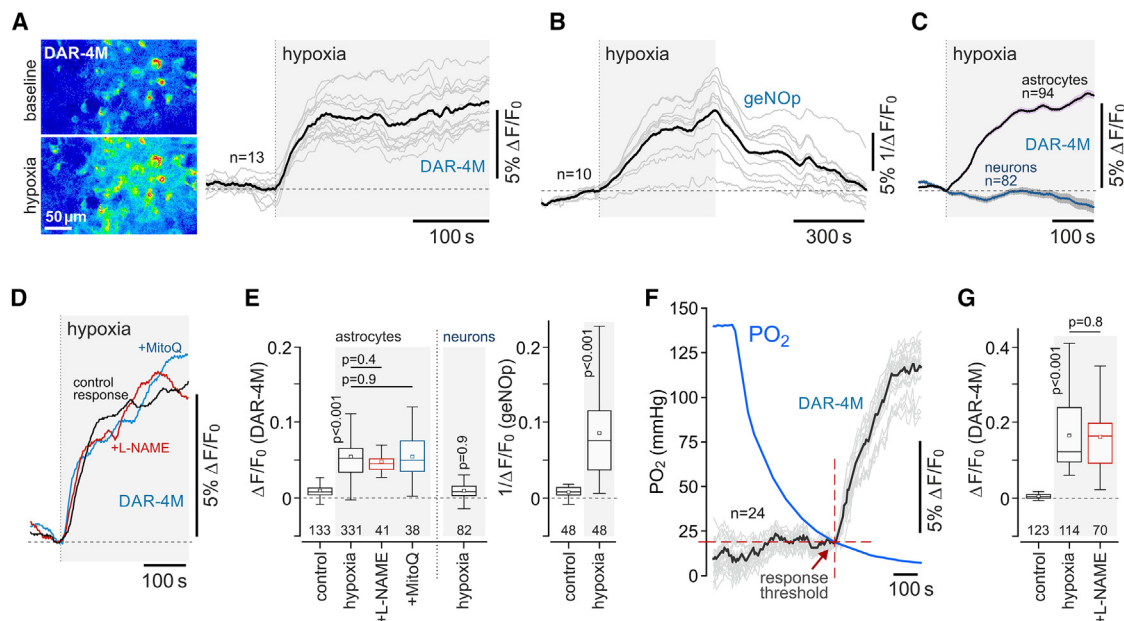 A
DAR-4M
baseline
hypoxia
50 µm
hypoxia
n=13
DAR-4M
5% ΔF/F0
100 s
B
hypoxia
geNOp
n=10
5% 1/ΔF/F0
300 s
C
hypoxia
astrocytes
n=94
DAR-4M
neurons
n=82
5% ΔF/F0
100 s
D
hypoxia
+MitoQ
control
response
+L-NAME
DAR-4M
5% ΔF/F0
100 s
E
astrocytes
neurons
ΔF/F0 (DAR-4M)
0.2
0.1
0
p=0.4
p=0.9
p<0.001
p=0.9
133
331
41
38
82
control
hypoxia
+L-NAME
+MitoQ
hypoxia
1/ΔF/F0 (geNOp)
0.2
0.1
0
p<0.001
48
48
control
hypoxia
F
PO2 (mmHg)
150
125
100
75
50
25
0
PO2
DAR-4M
n=24
response
threshold
5% ΔF/F0
100 s
G
ΔF/F0 (DAR-4M)
0.4
0.2
0
p=0.8
p<0.001
123
114
70
control
hypoxia
+L-NAME